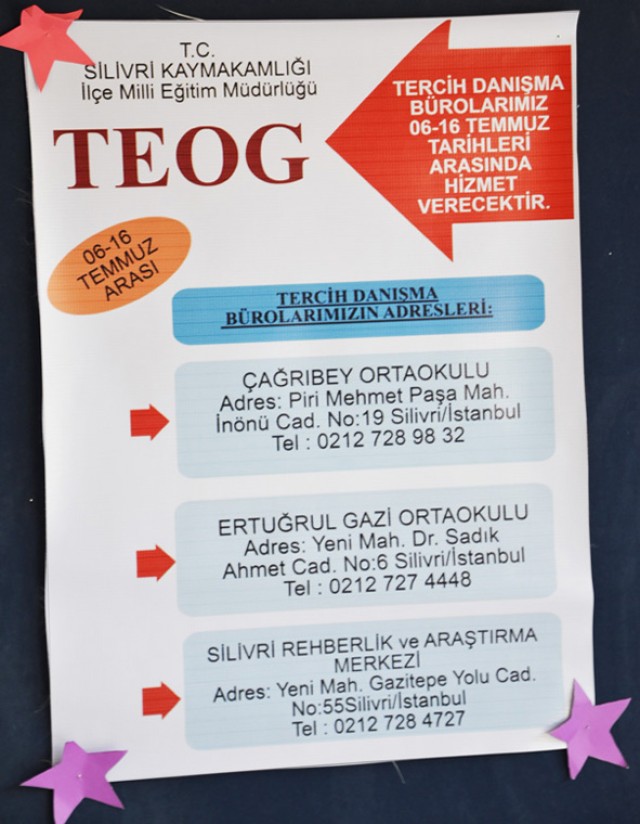 T.C.
SİLİVRİ KAYMAKAMLIĞI
İlçe Milli Eğitim Müdürlüğü
TEOG
TERCİH DANIŞMA
BÜROLARIMIZ
06-16 TEMMUZ
TARİHLERİ
ARASINDA
HİZMET
VERECEKTİR.
06-16
TEMMUZ
ARASI
TERCİH DANIŞMA
BÜROLARIMIZIN ADRESLERİ:
ÇAĞRIBEY ORTAOKULU
Adres: Piri Mehmet Paşa Mah.
İnönü Cad. No:19 Silivri/İstanbul
Tel : 0212 728 98 32
ERTUĞRUL GAZİ ORTAOKULU
Adres: Yeni Mah. Dr. Sadık
Ahmet Cad. No:6 Silivri/İstanbul
Tel : 0212 727 4448
SİLİVRİ REHBERLİK ve ARAŞTIRMA
MERKEZİ
Adres: Yeni Mah. Gazitepe Yolu Cad.
No:55Silivri/İstanbul
Tel : 0212 728 4727